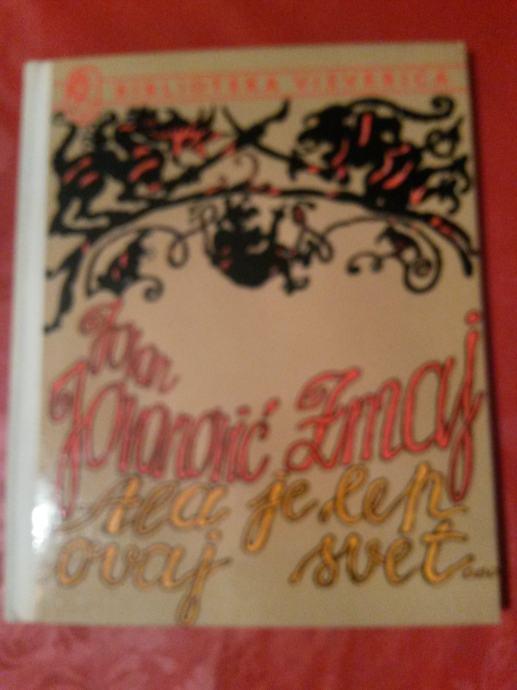 BIBLIOTEKA VJEVERICA
Jovan
Jovanović Zmaj
Ala je lep
ovaj svet...